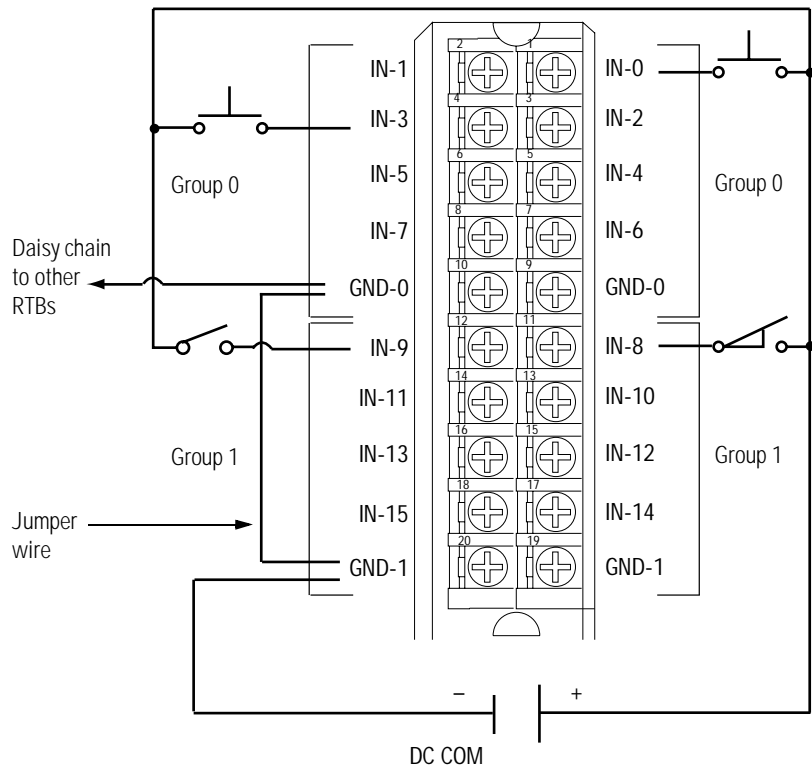 2 1
IN-1 IN-0
4 3
IN-3 IN-2
6 5
Group 0 IN-5 IN-4 Group 0
8 7
IN-7 IN-6
Daisy chain
to other
RTBs
10 9
GND-0 GND-0
12 11
IN-9 IN-8
14 13
IN-11 IN-10
16 15
Group 1 IN-13 IN-12 Group 1
18 17
IN-15 IN-14
Jumper
wire
20 19
GND-1 GND-1
– +
DC COM